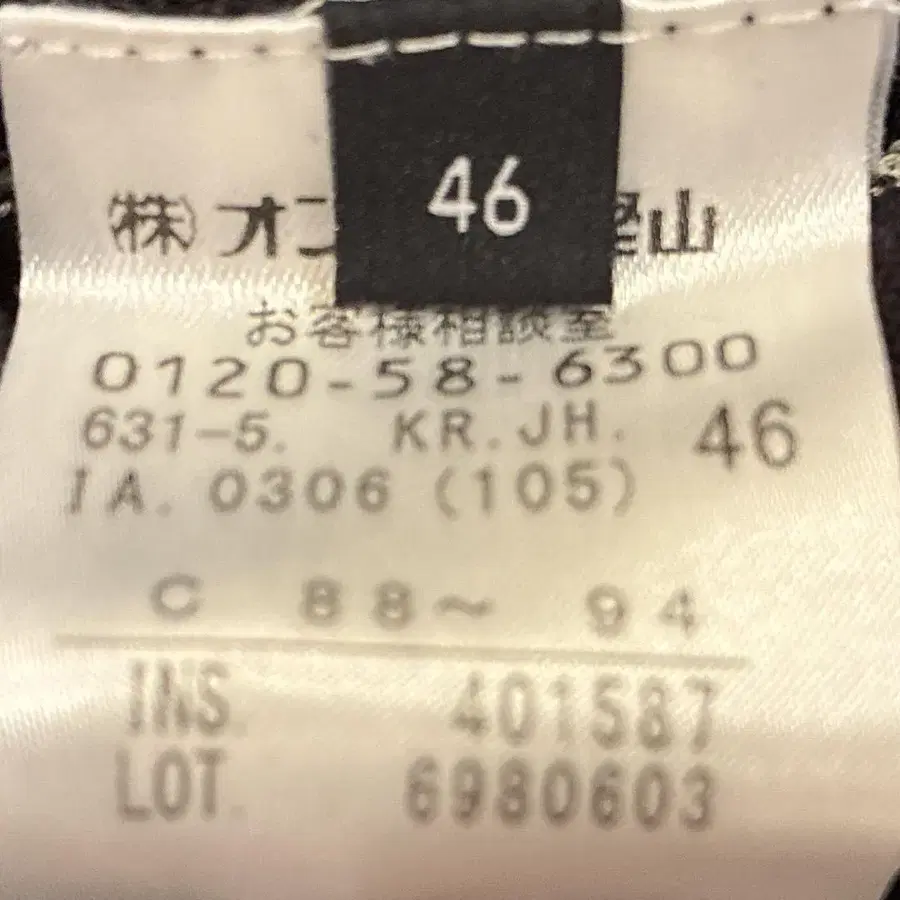 46
㈱オン 山
お客様相談室
0120-58-6300
631-5. KR.JH. 46
IA. 0306 (105)
C 88~ 94
INS. 401587
LOT. 6980603